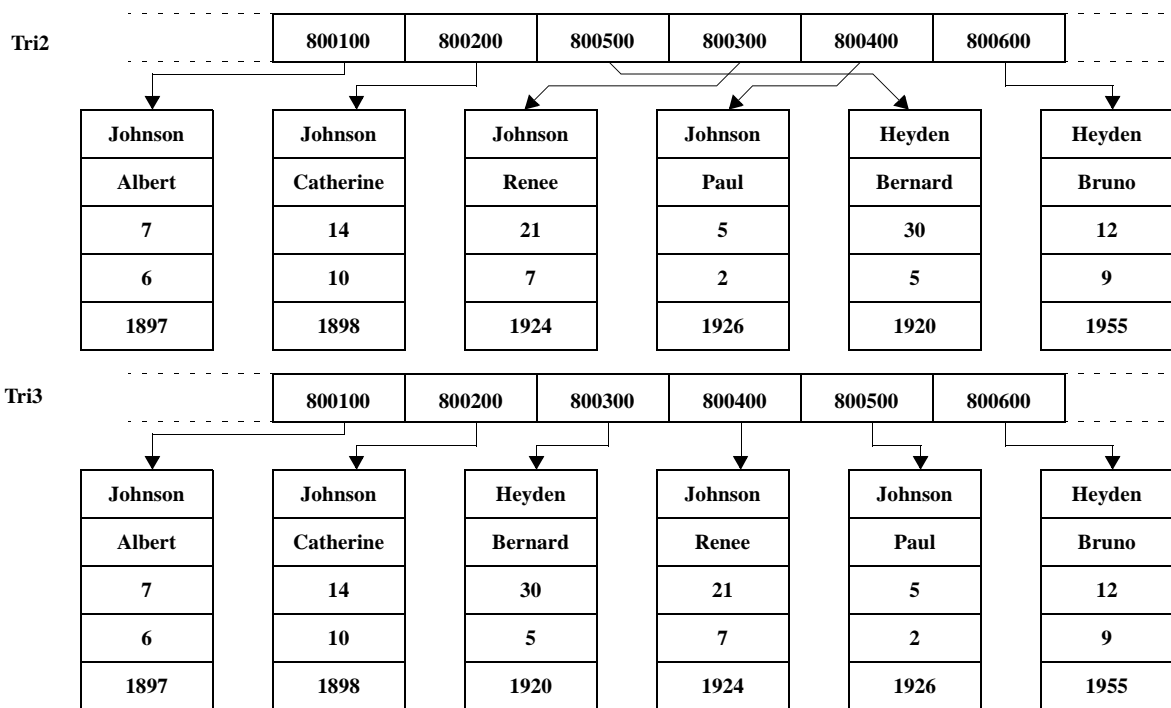 Tri2
800100 800200 800500 800300 800400 800600
Johnson Johnson Johnson Johnson Heyden Heyden
Albert Catherine Renee Paul Bernard Bruno
7 14 21 5 30 12
6 10 7 2 5 9
1897 1898 1924 1926 1920 1955
Tri3
800100 800200 800300 800400 800500 800600
Johnson Johnson Heyden Johnson Johnson Heyden
Albert Catherine Bernard Renee Paul Bruno
7 14 30 21 5 12
6 10 5 7 2 9
1897 1898 1920 1924 1926 1955